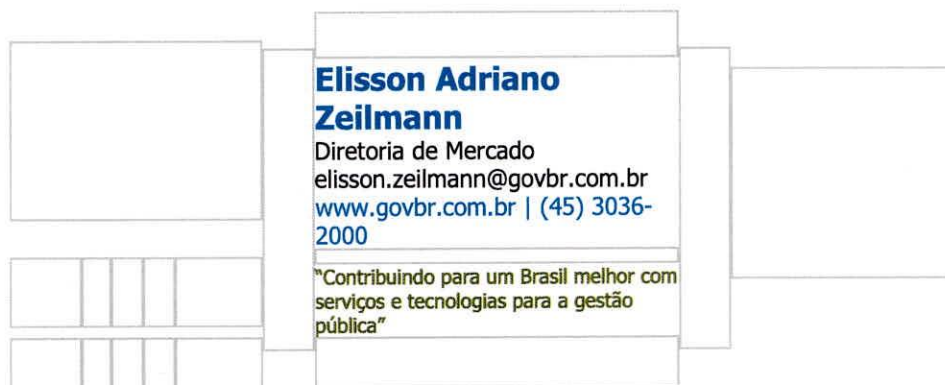 Elisson Adriano
Zeilmann
Diretoria de Mercado
elisson.zeilmann@govbr.com.br
www.govbr.com.br | (45) 3036-
2000
"Contribuindo para um Brasil melhor com
serviços e tecnologias para a gestão
pública"